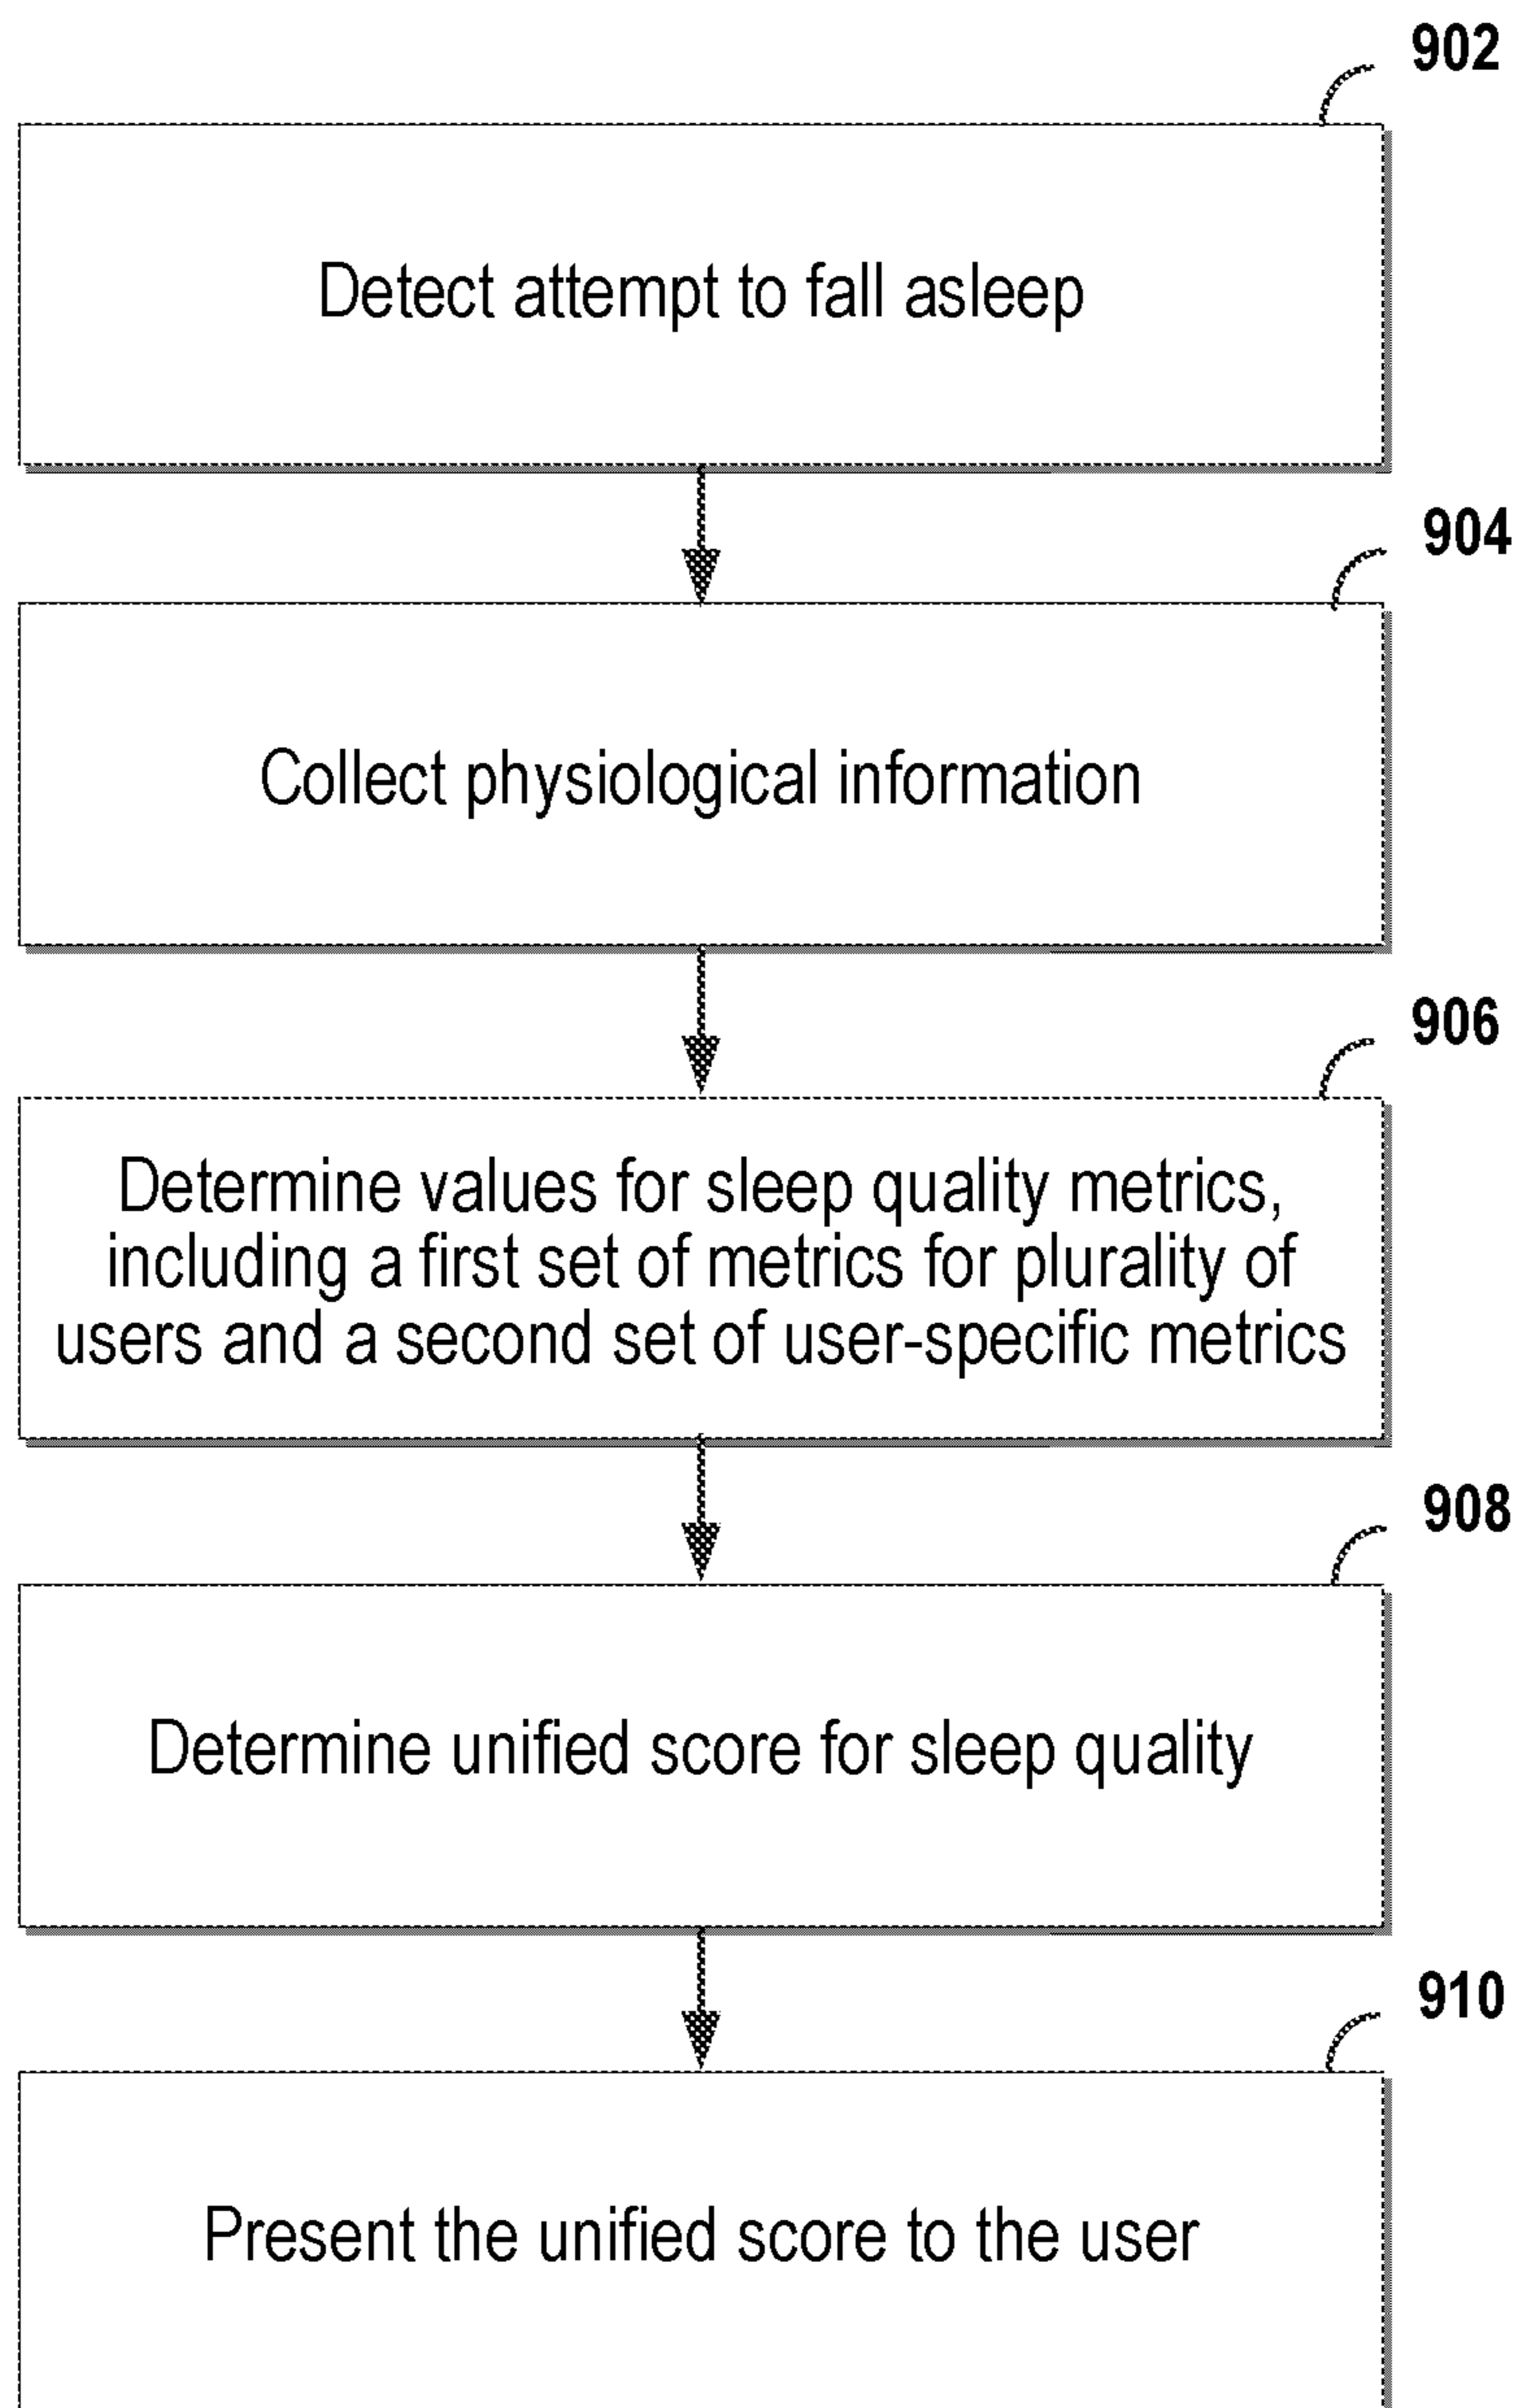 902
Detect attempt to fall asleep
904
Collect physiological information
906
Determine values for sleep quality metrics,
including a first set of metrics for plurality of
users and a second set of user-specific metrics
908
Determine unified score for sleep quality
910
Present the unified score to the user